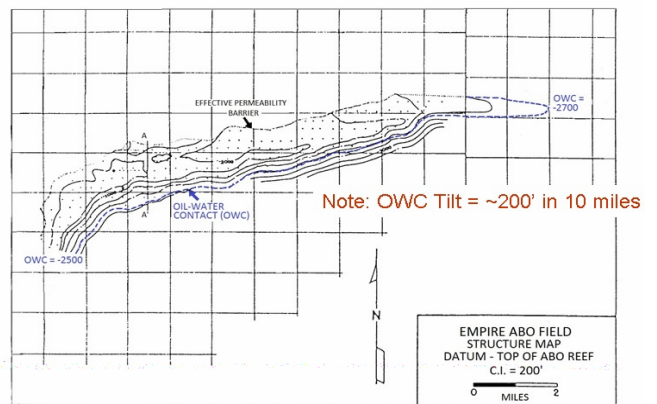 OWC =
-2700
EFFECTIVE PERMEABILITY
BARRIER
A
A'
OIL-WATER
CONTACT (OWC)
Note: OWC Tilt = ~200' in 10 miles
OWC = -2500
N
EMPIRE ABO FIELD
STRUCTURE MAP
DATUM - TOP OF ABO REEF
C.I. = 200'
0
2
MILES